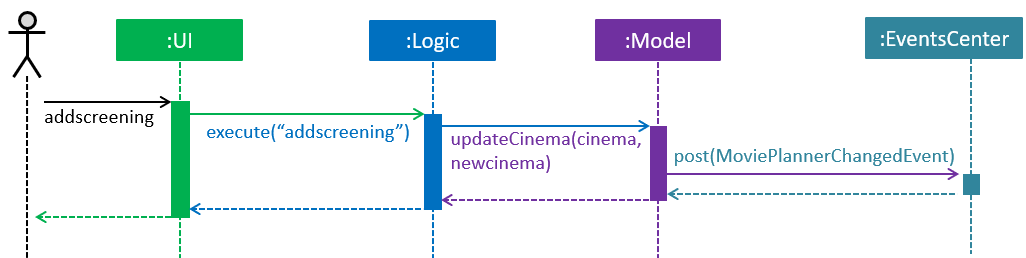 :UI
:Logic
:Model
:EventsCenter
addscreening
execute(“addscreening”)
updateCinema(cinema,
newcinema)
post(MoviePlannerChangedEvent)